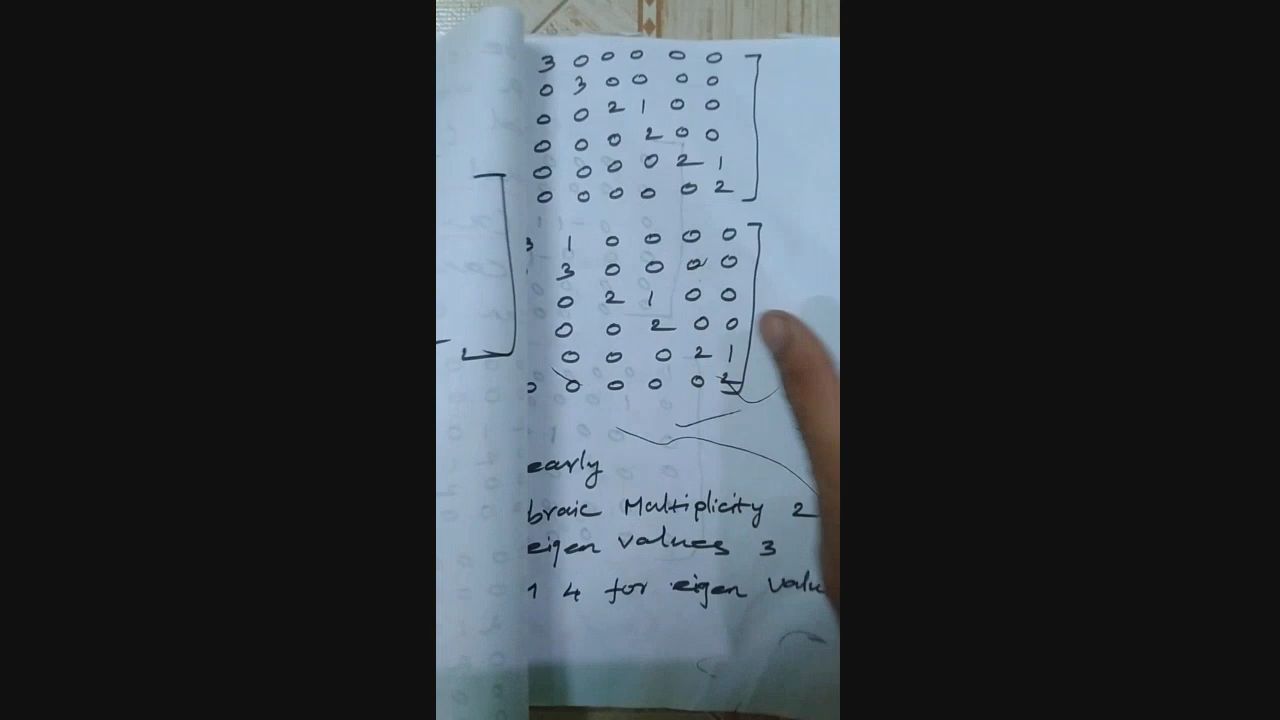 3 0 0 0 0 0
0 3 0 0 0 0
0 0 2 1 0 0
0 0 0 2 0 0
0 0 0 0 2 1
0 0 0 0 0 2
3 1 0 0 0 0
3 0 0 0 0
0 2 1 0 0
0 0 2 0 0
0 0 0 2 1
0 0 0 0 0 2
early
braic Multiplicity 2
eigen values 3
4 for eigen valu